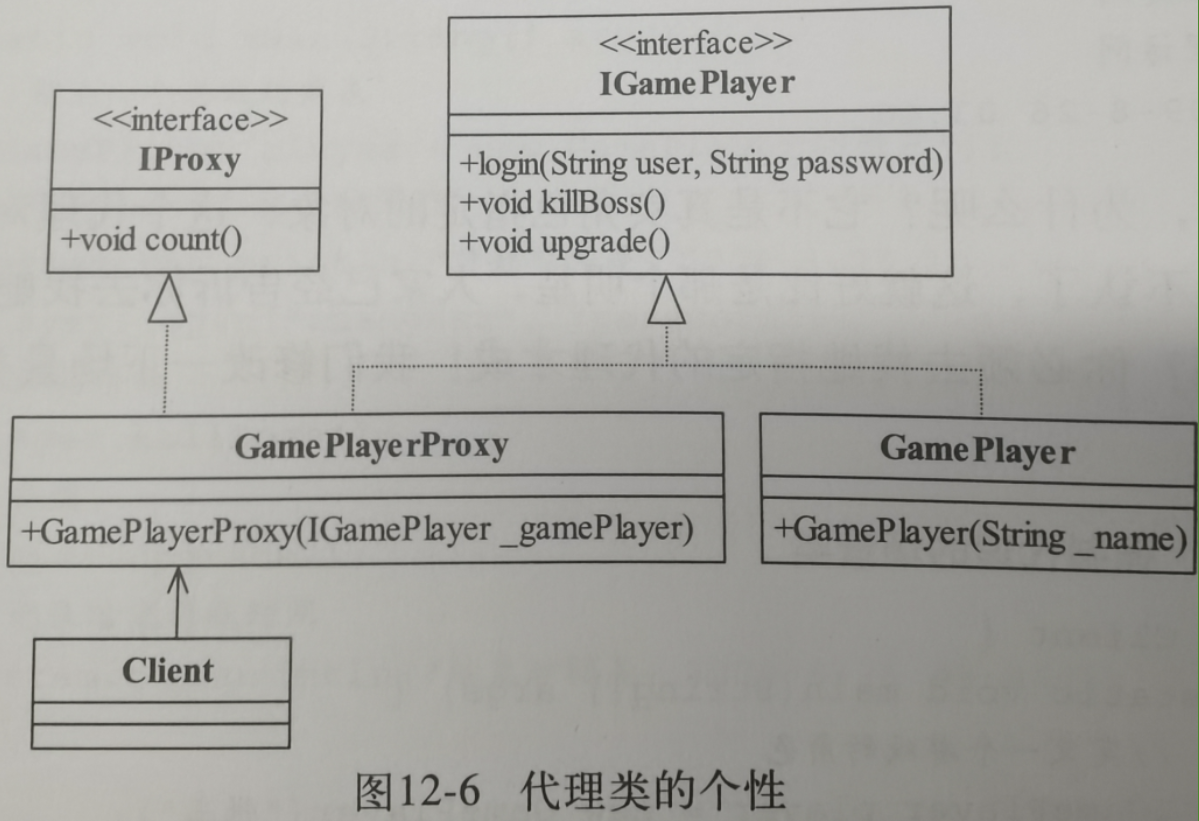 <<interface>>
IProxy
+void count()
<<interface>>
IGamePlayer
+login(String user, String password)
+void killBoss()
+void upgrade()
GamePlayerProxy
+GamePlayerProxy(IGamePlayer _gamePlayer)
GamePlayer
+GamePlayer(String _name)
Client
图12-6 代理类的个性